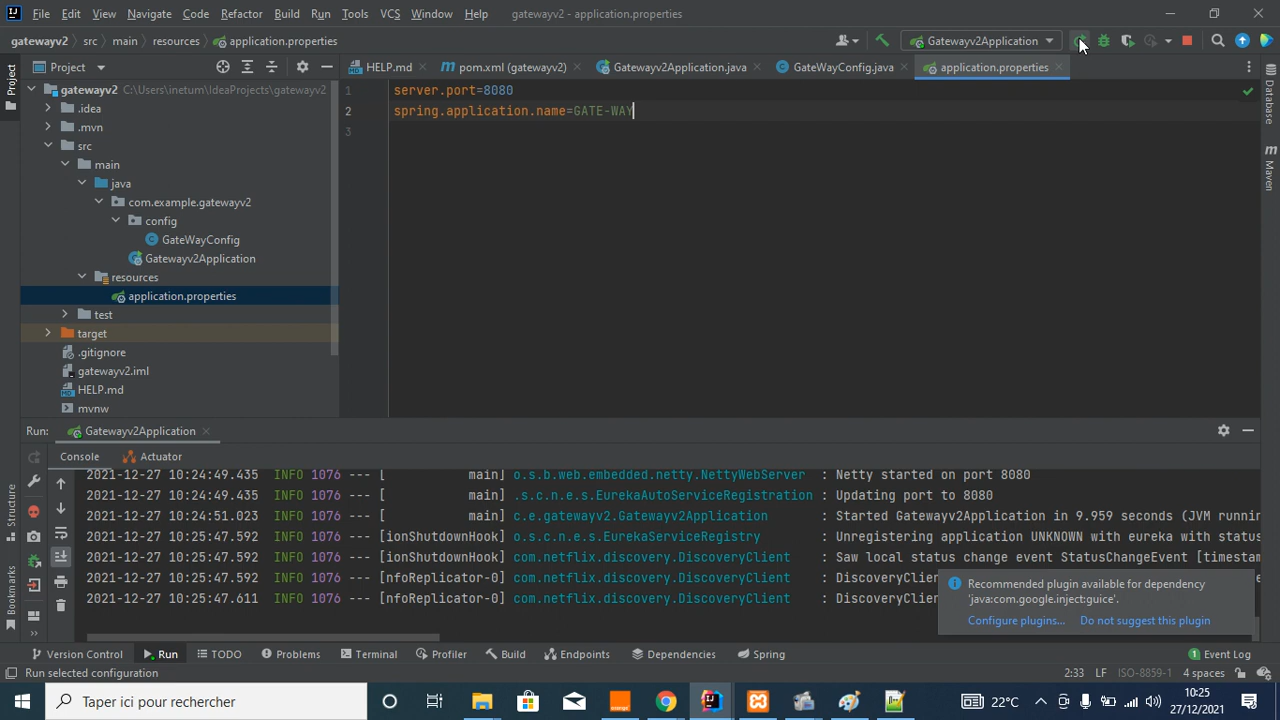 File Edit View Navigate Code Refactor Build Run Tools VCS Window Help gatewayv2 - application.properties
gatewayv2 src main resources application.properties
Gatewayv2Application
Project
HELP.md pom.xml (gatewayv2) Gatewayv2Application.java GateWayConfig.java application.properties
gatewayv2 C:\Users\inetum\IdeaProjects\gatewayv2
.idea
.mvn
src
main
java
com.example.gatewayv2
config
GateWayConfig
Gatewayv2Application
resources
application.properties
test
target
.gitignore
gatewayv2.iml
HELP.md
mvnw
1 server.port=8080
2 spring.application.name=GATE-WAY
3
Project
Structure
Bookmarks
Database
Maven
Run: Gatewayv2Application
Console Actuator
2021-12-27 10:24:49.435 INFO 1076 --- [ main] o.s.b.web.embedded.netty.NettyWebServer : Netty started on port 8080
2021-12-27 10:24:49.435 INFO 1076 --- [ main] .s.c.n.e.s.EurekaAutoServiceRegistration : Updating port to 8080
2021-12-27 10:24:51.023 INFO 1076 --- [ main] c.e.gatewayv2.Gatewayv2Application : Started Gatewayv2Application in 9.959 seconds (JVM runnin
2021-12-27 10:25:47.592 INFO 1076 --- [ionShutdownHook] o.s.c.n.e.s.EurekaServiceRegistry : Unregistering application UNKNOWN with eureka with statu
2021-12-27 10:25:47.592 INFO 1076 --- [ionShutdownHook] com.netflix.discovery.DiscoveryClient : Saw local status change event StatusChangeEvent [timestam
2021-12-27 10:25:47.592 INFO 1076 --- [nfoReplicator-0] com.netflix.discovery.DiscoveryClient : DiscoveryClie
2021-12-27 10:25:47.611 INFO 1076 --- [nfoReplicator-0] com.netflix.discovery.DiscoveryClient : DiscoveryClie
Recommended plugin available for dependency
'java:com.google.inject:guice'.
Configure plugins... Do not suggest this plugin
Version Control Run TODO Problems Terminal Profiler Build Endpoints Dependencies Spring 1 Event Log
Run selected configuration 2:33 LF ISO-8859-1 4 spaces
Taper ici pour rechercher 22°C 10:25
27/12/2021